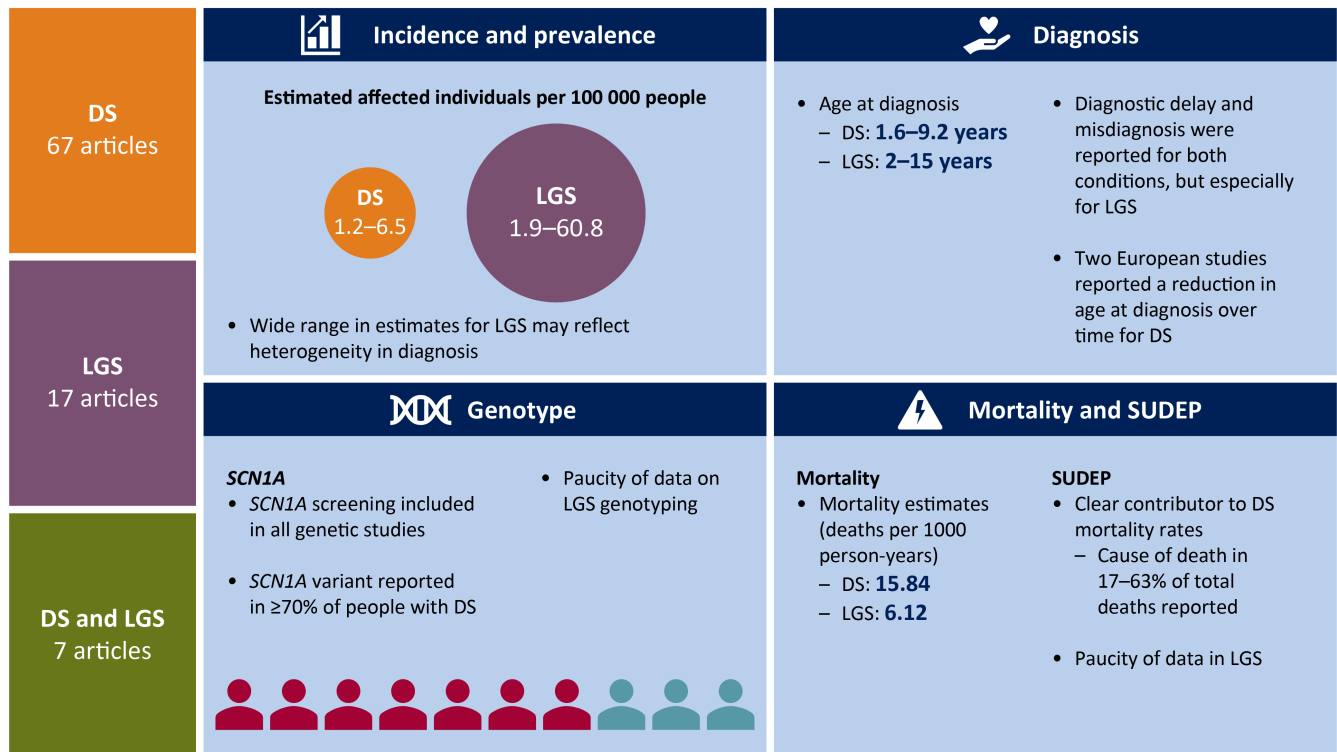 DS
67 articles
LGS
17 articles
DS and LGS
7 articles
Incidence and prevalence
Estimated affected individuals per 100 000 people
DS
1.2–6.5
LGS
1.9–60.8
• Wide range in estimates for LGS may reflect
heterogeneity in diagnosis
Diagnosis
• Age at diagnosis
– DS: 1.6–9.2 years
– LGS: 2–15 years
• Diagnostic delay and
misdiagnosis were
reported for both
conditions, but especially
for LGS
• Two European studies
reported a reduction in
age at diagnosis over
time for DS
Genotype
SCN1A
• SCN1A screening included
in all genetic studies
• SCN1A variant reported
in ≥70% of people with DS
• Paucity of data on
LGS genotyping
Mortality and SUDEP
Mortality
• Mortality estimates
(deaths per 1000
person-years)
– DS: 15.84
– LGS: 6.12
SUDEP
• Clear contributor to DS
mortality rates
– Cause of death in
17–63% of total
deaths reported
• Paucity of data in LGS